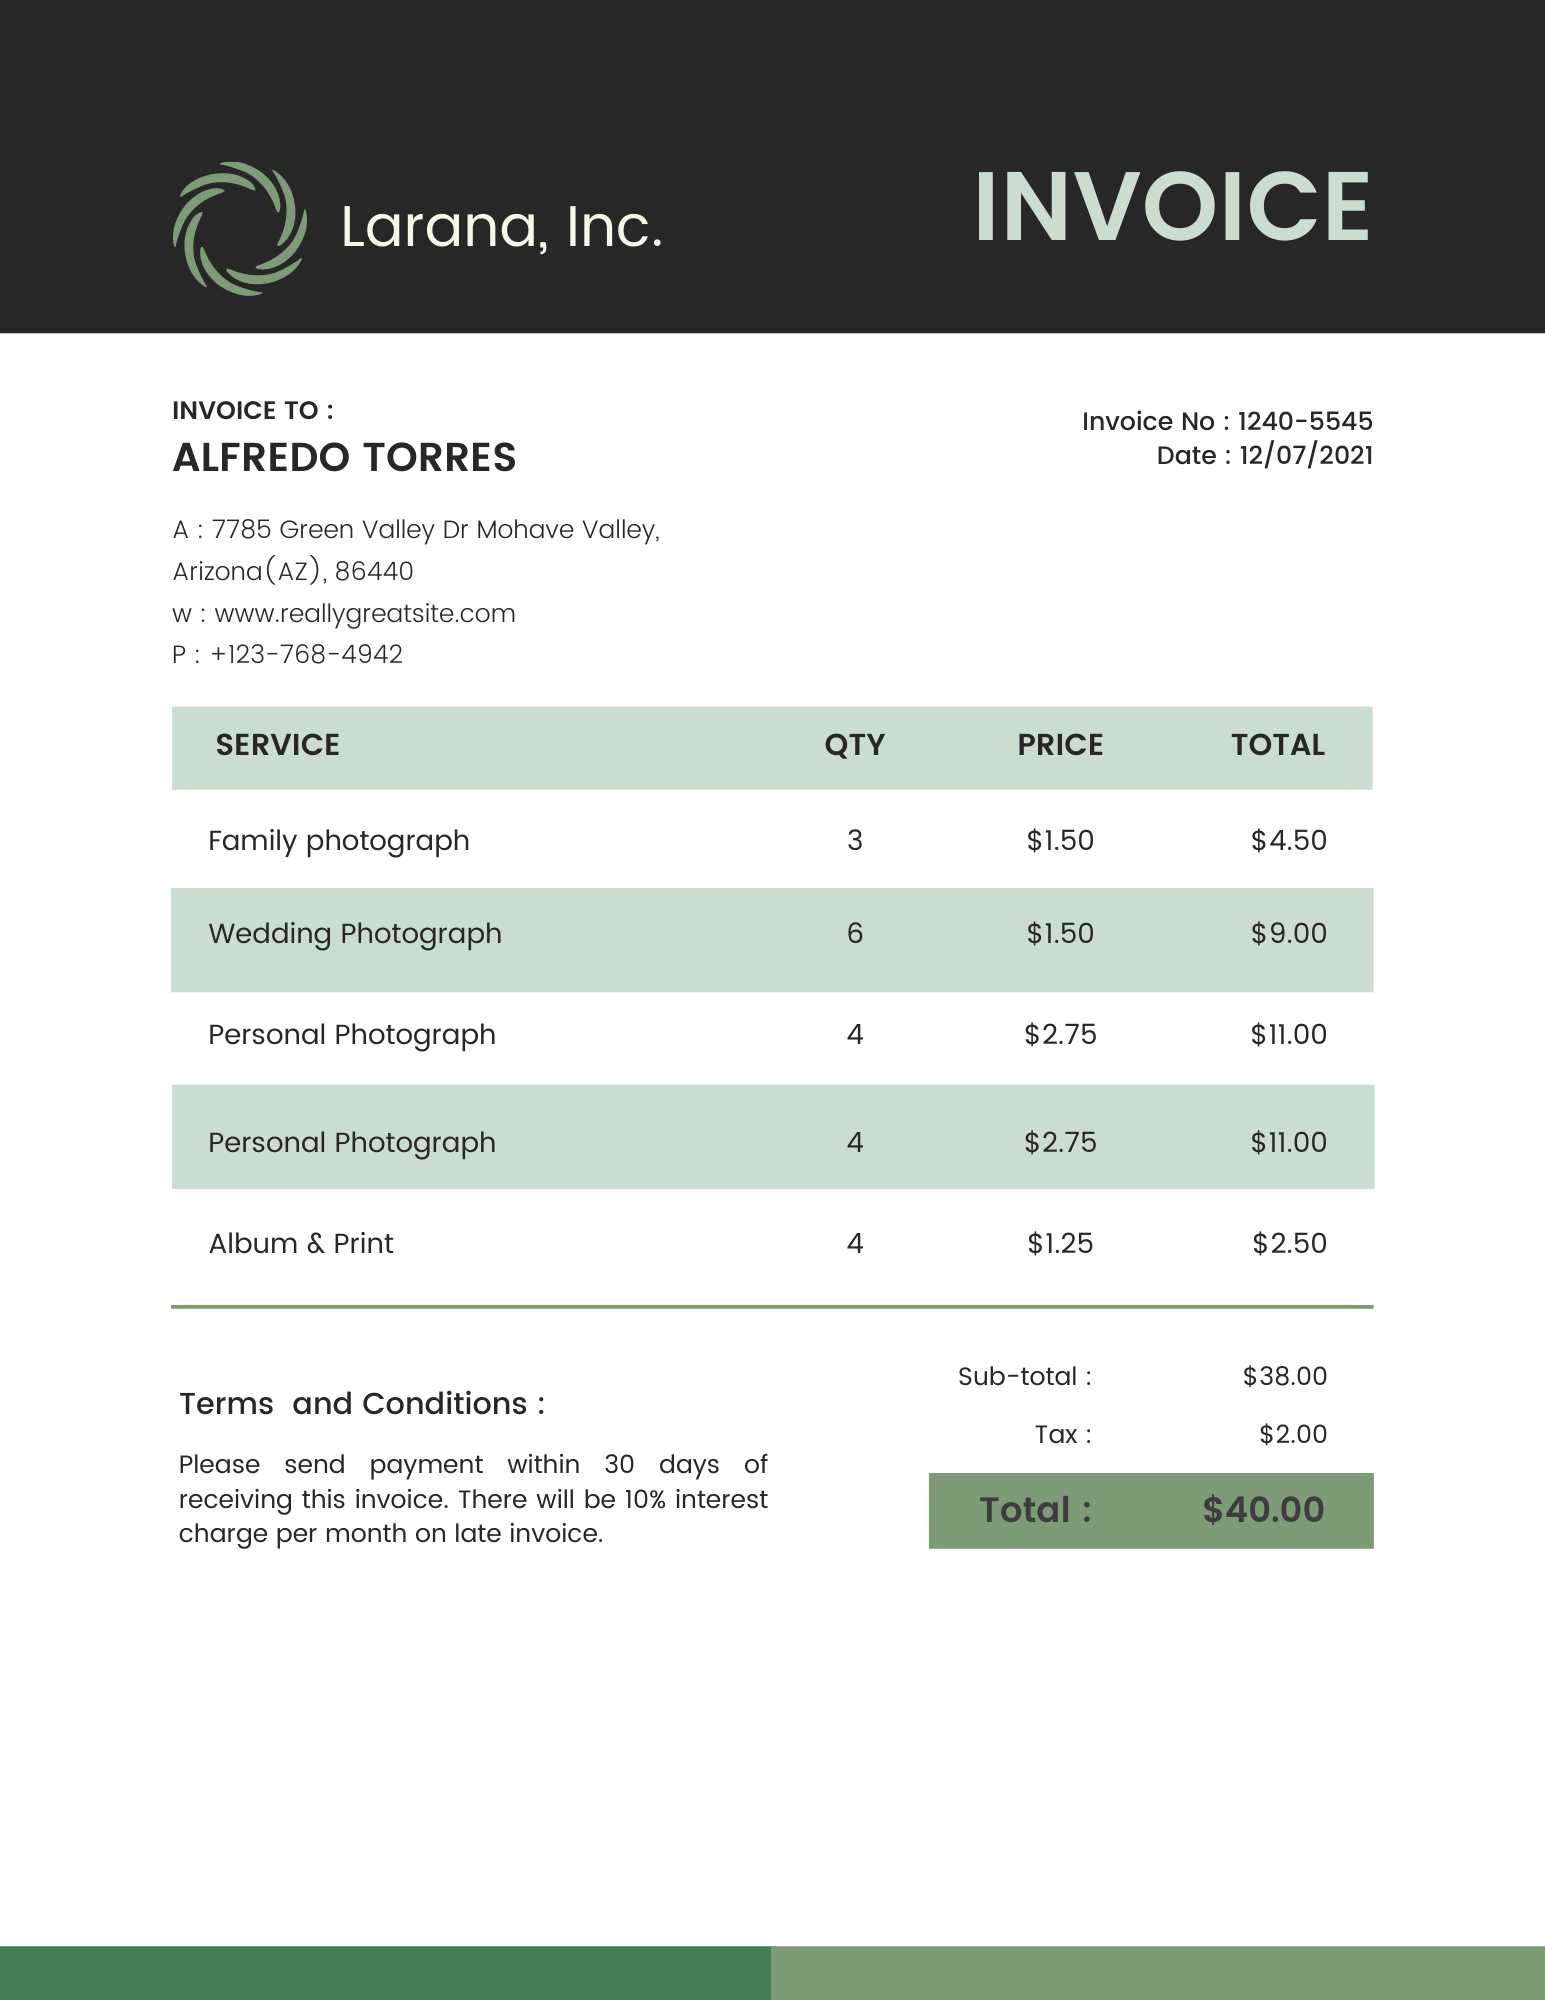 Larana, Inc.
INVOICE
INVOICE TO :
ALFREDO TORRES
Invoice No : 1240-5545
Date : 12/07/2021
A : 7785 Green Valley Dr Mohave Valley,
Arizona(AZ), 86440
w : www.reallygreatsite.com
P : +123-768-4942
SERVICE QTY PRICE TOTAL
Family photograph 3 $1.50 $4.50
Wedding Photograph 6 $1.50 $9.00
Personal Photograph 4 $2.75 $11.00
Personal Photograph 4 $2.75 $11.00
Album & Print 4 $1.25 $2.50
Sub-total : $38.00
Tax : $2.00
Total : $40.00
Terms and Conditions :
Please send payment within 30 days of
receiving this invoice. There will be 10% interest
charge per month on late invoice.